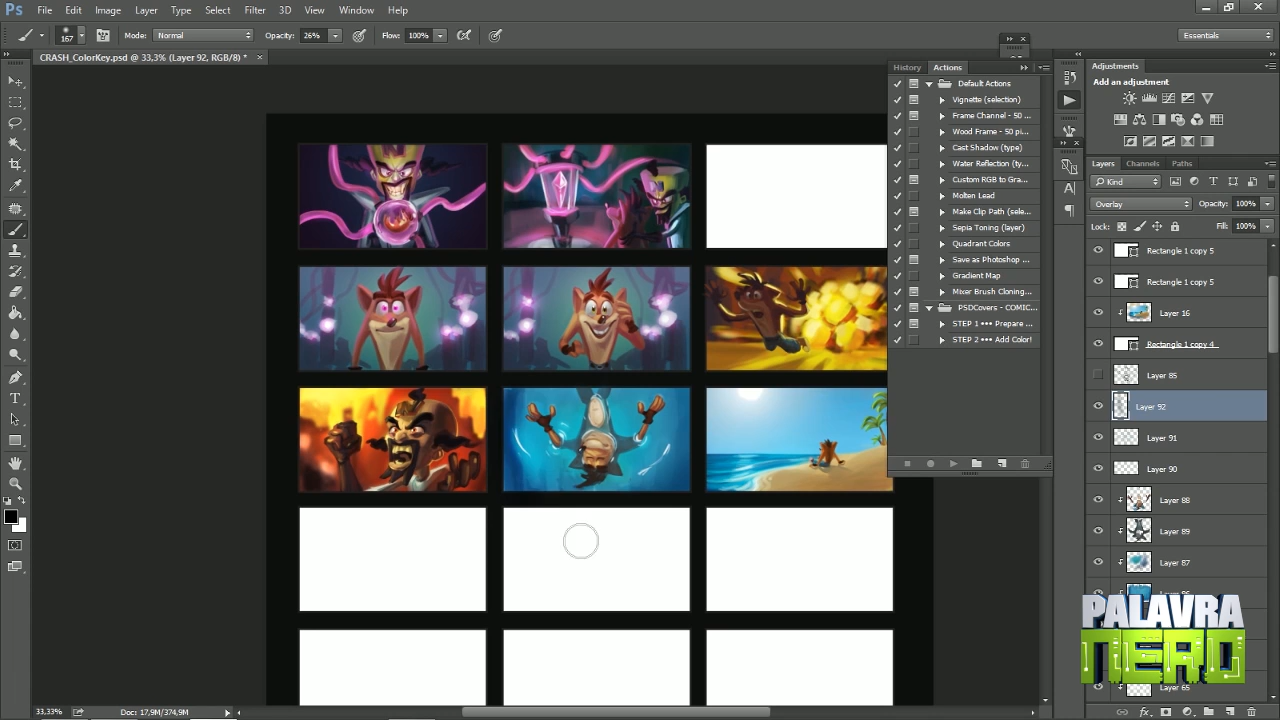 Ps File Edit Image Layer Type Select Filter 3D View Window Help
167 Mode: Normal Opacity: 26% Flow: 100% Essentials
CRASH_ColorKey.psd @ 33,3% (Layer 92, RGB/8) * ×
History Actions
Default Actions
Vignette (selection)
Frame Channel - 50 ...
Wood Frame - 50 pi...
Cast Shadow (type)
Water Reflection (ty...
Custom RGB to Gra...
Molten Lead
Make Clip Path (sele...
Sepia Toning (layer)
Quadrant Colors
Save as Photoshop ...
Gradient Map
Mixer Brush Cloning...
PSDCovers - COMIC...
STEP 1 ••• Prepare ...
STEP 2 ••• Add Color!
Adjustments
Add an adjustment
Layers Channels Paths
Kind
Overlay Opacity: 100%
Lock: Fill: 100%
Rectangle 1 copy 5
Rectangle 1 copy 5
Layer 16
Rectangle 1 copy 4
Layer 85
Layer 92
Layer 91
Layer 90
Layer 88
Layer 89
Layer 87
Layer 65
PALAVRA
NERD
33,33% Doc: 17,9M/374,9M